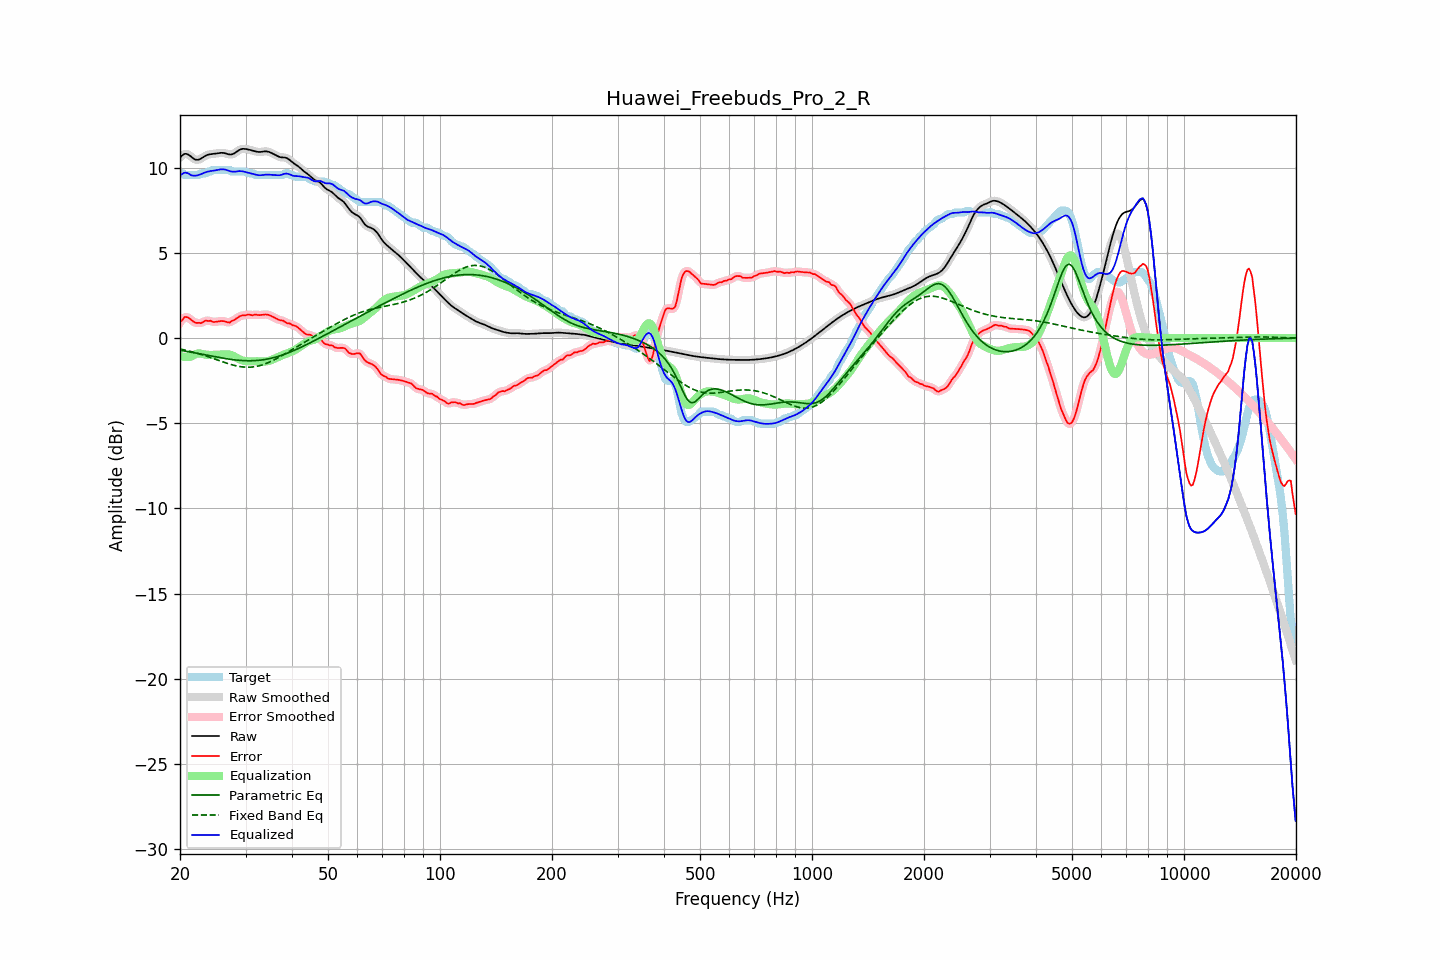 Huawei_Freebuds_Pro_2_R
10
5
0
−5
−10
−15
−20
−25
−30
Amplitude (dBr)
Target
Raw Smoothed
Error Smoothed
Raw
Error
Equalization
Parametric Eq
Fixed Band Eq
Equalized
20 50 100 200 500 1000 2000 5000 10000 20000
Frequency (Hz)